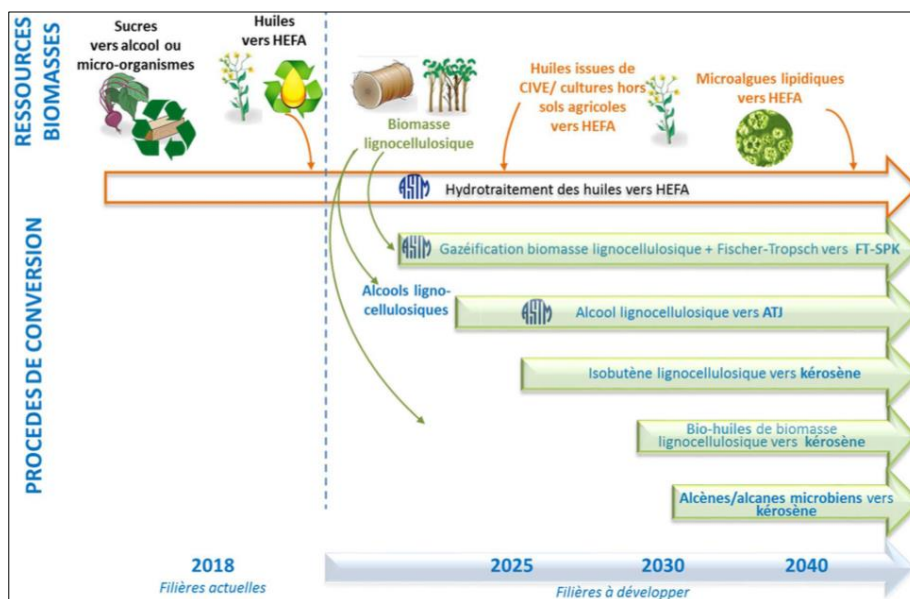 RESSOURCES
BIOMASSES
Sucres
vers alcool ou
micro-organismes
Huiles
vers HEFA
Biomasse
lignocellulosique
Huiles issues de
CIVE/ cultures hors
sols agricoles
vers HEFA
Microalgues lipidiques
vers HEFA
PROCEDES DE CONVERSION
ASTM Hydrotraitement des huiles vers HEFA
ASTM Gazéification biomasse lignocellulosique + Fischer-Tropsch vers FT-SPK
Alcools ligno-
cellulosiques
ASTM Alcool lignocellulosique vers ATJ
Isobutène lignocellulosique vers kérosène
Bio-huiles de biomasse
lignocellulosique vers kérosène
Alcènes/alcanes microbiens vers
kérosène
2018 2025 2030 2040
Filières actuelles Filières à développer